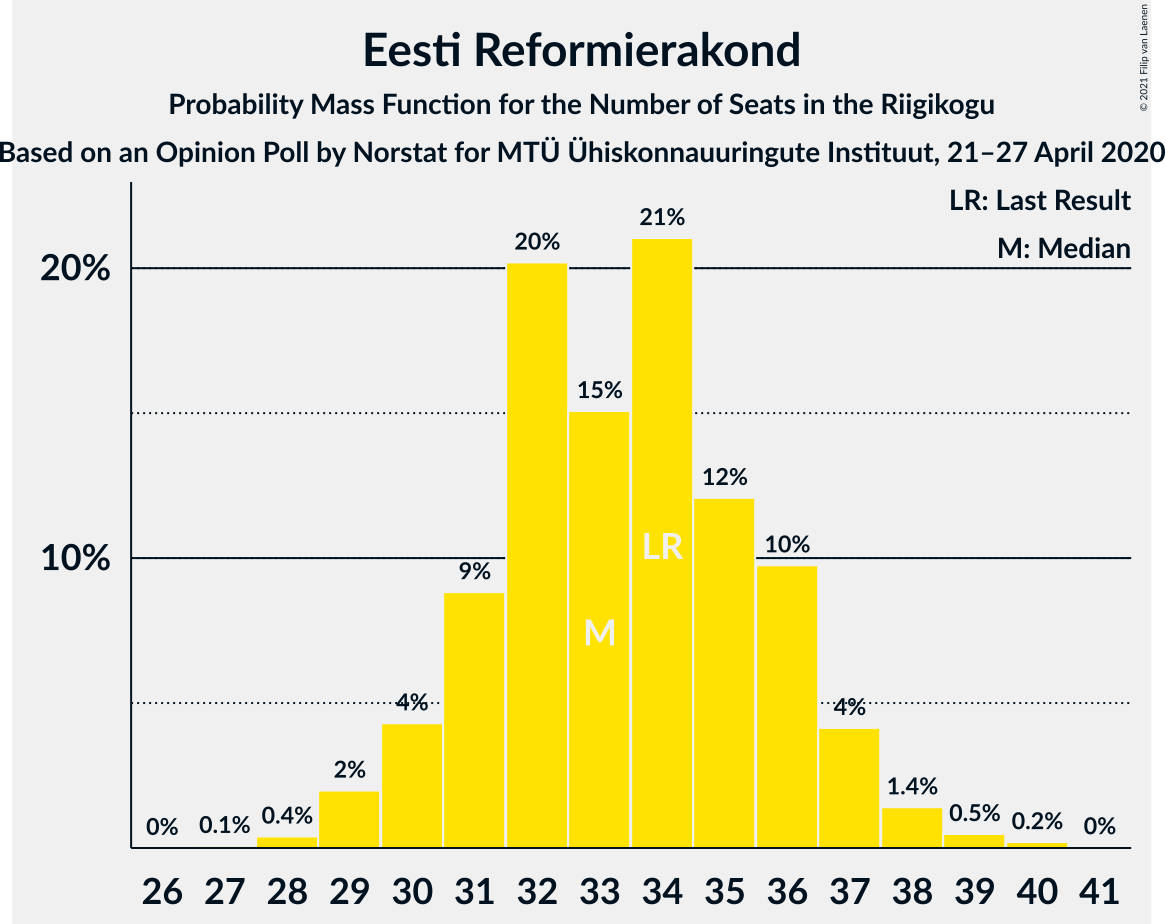 Eesti Reformierakond
Probability Mass Function for the Number of Seats in the Riigikogu
Based on an Opinion Poll by Norstat for MTÜ Ühiskonnauuringute Instituut, 21–27 April 2020
© 2021 Filip van Laenen
LR: Last Result
M: Median
20%
10%
0%
0.1%
0.4%
2%
4%
9%
20%
15%
21%
12%
10%
4%
1.4%
0.5%
0.2%
0%
LR
M
26 27 28 29 30 31 32 33 34 35 36 37 38 39 40 41